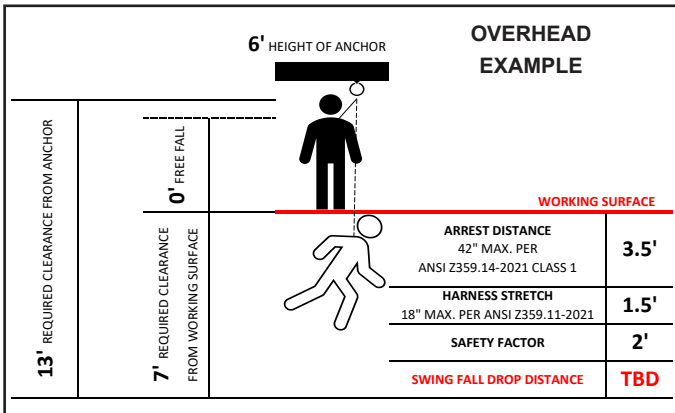 OVERHEAD
EXAMPLE
6' HEIGHT OF ANCHOR
13' REQUIRED CLEARANCE FROM ANCHOR
0' FREE FALL
7' REQUIRED CLEARANCE
FROM WORKING SURFACE
WORKING SURFACE
ARREST DISTANCE
42" MAX. PER
ANSI Z359.14-2021 CLASS 1
3.5'
HARNESS STRETCH
18" MAX. PER ANSI Z359.11-2021
1.5'
SAFETY FACTOR
2'
SWING FALL DROP DISTANCE
TBD